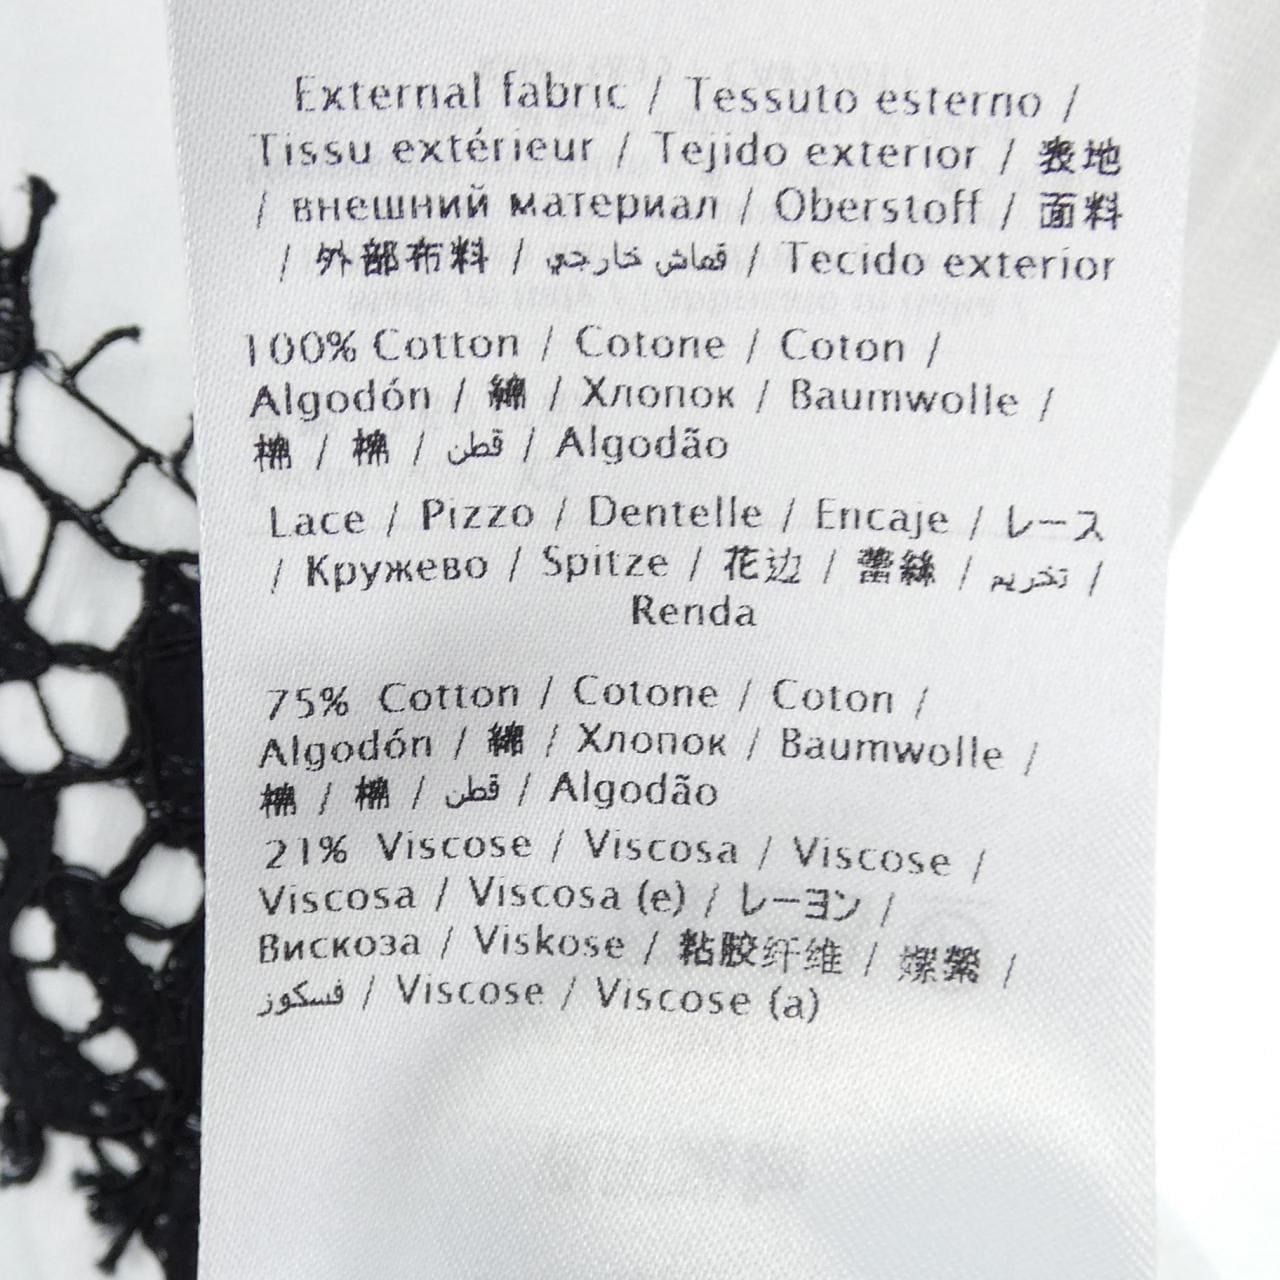 External fabric / Tessuto esterno /
Tissu extérieur / Tejido exterior / 表地
/ внешний материал / Oberstoff / 面料
/ 外部布料 / قماش خارجي / Tecido exterior
100% Cotton / Cotone / Coton /
Algodón / 綿 / Хлопок / Baumwolle /
棉 / 棉 / قطن / Algodão
Lace / Pizzo / Dentelle / Encaje / レース
/ Кружево / Spitze / 花边 / 蕾絲 / تخريم /
Renda
75% Cotton / Cotone / Coton /
Algodón / 綿 / Хлопок / Baumwolle /
棉 / 棉 / قطن / Algodão
21% Viscose / Viscosa / Viscose /
Viscosa / Viscosa (e) / レーヨン /
Вискоза / Viskose / 粘胶纤维 / 嫘縈 /
فسكوز / Viscose / Viscose (a)